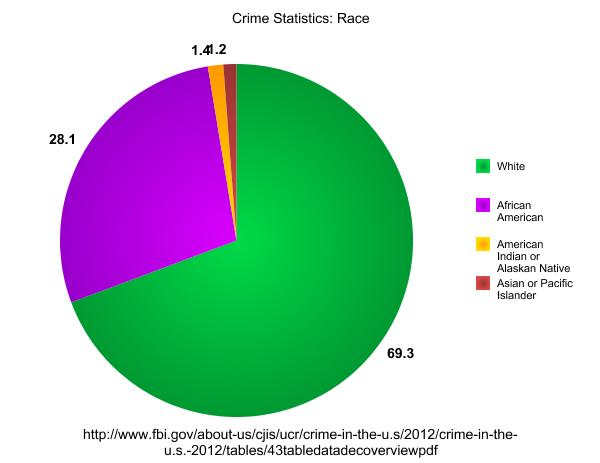 Crime Statistics: Race
1.4
1.2
28.1
69.3
White
African
American
American
Indian or
Alaskan Native
Asian or Pacific
Islander
http://www.fbi.gov/about-us/cjis/ucr/crime-in-the-u.s/2012/crime-in-the-
u.s.-2012/tables/43tabledatadecoverviewpdf